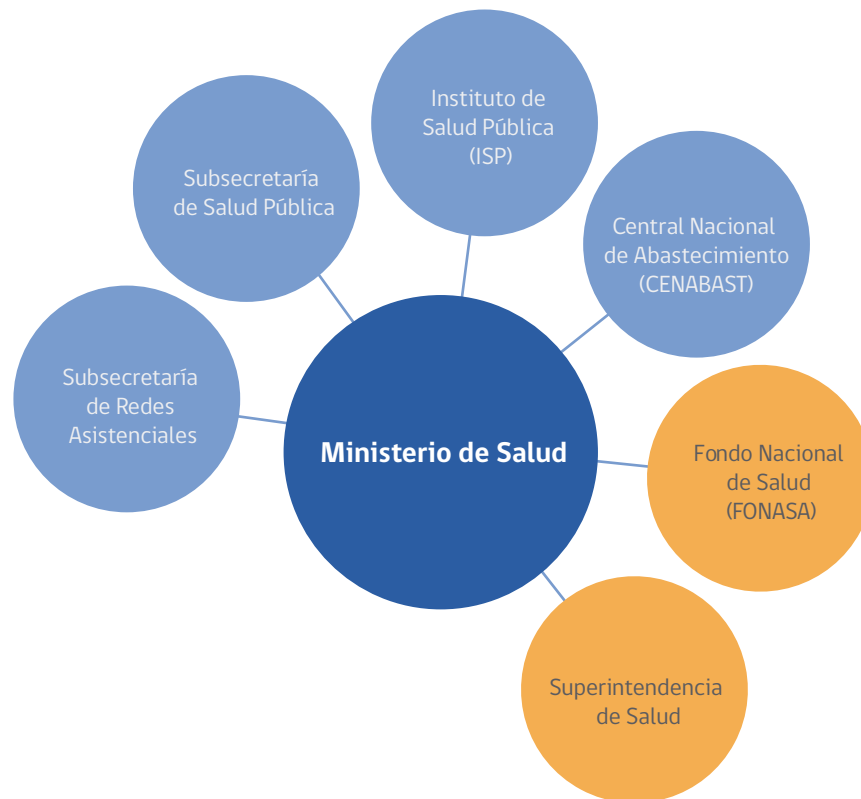 Instituto de
Salud Pública
(ISP)
Subsecretaría
de Salud Pública
Central Nacional
de Abastecimiento
(CENABAST)
Subsecretaría
de Redes
Asistenciales
Ministerio de Salud
Fondo Nacional
de Salud
(FONASA)
Superintendencia
de Salud